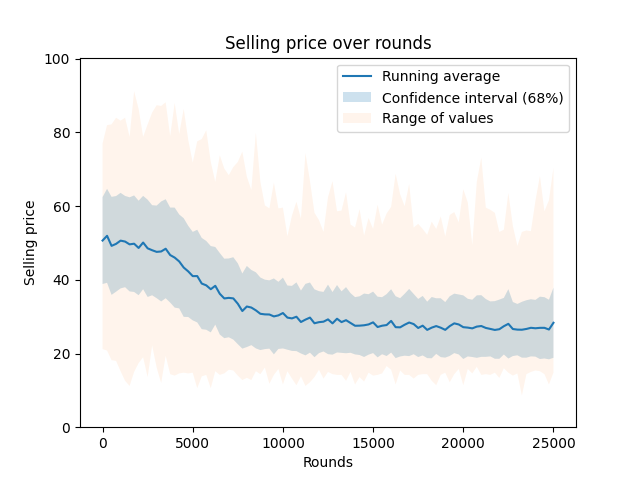 Selling price over rounds
Running average
Confidence interval (68%)
Range of values
Selling price
100
80
60
40
20
0
0 5000 10000 15000 20000 25000
Rounds